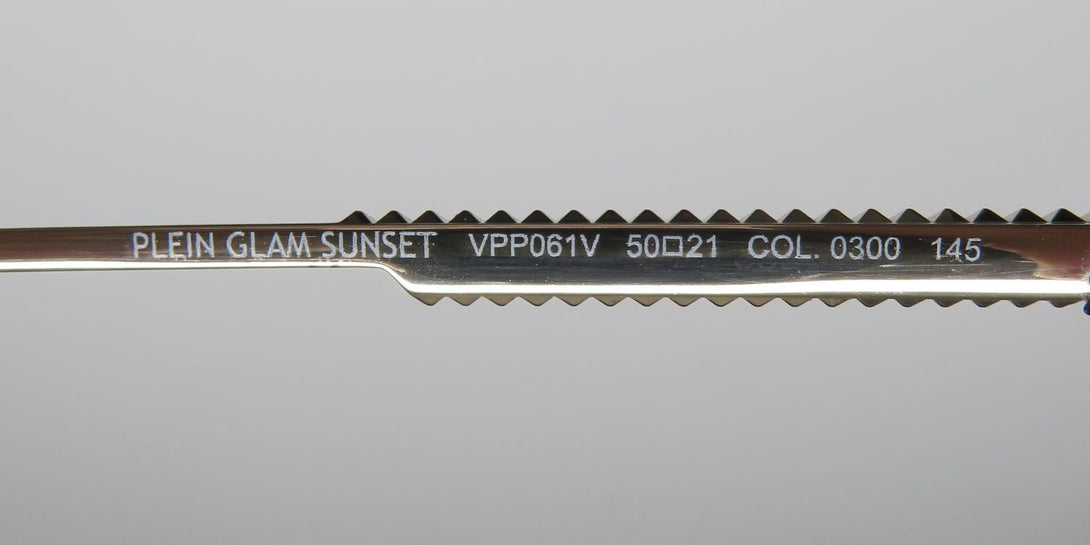 PLEIN GLAM SUNSET VPP061V 50□21 COL. 0300 145